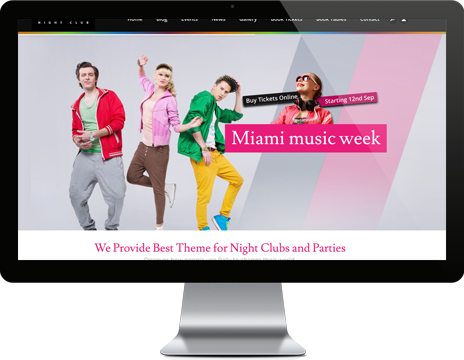 NIGHT CLUB
Home Blog Events News Gallery Book Tickets Book Tables Contact
Buy Tickets Online
Starting 12nd Sep
Miami music week
We Provide Best Theme for Night Clubs and Parties